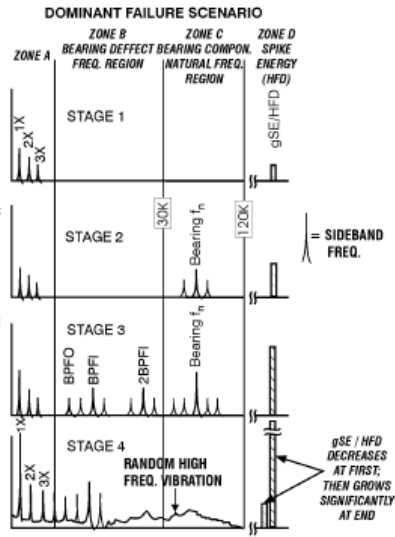 DOMINANT FAILURE SCENARIO
ZONE A
ZONE B
BEARING DEFFECT
FREQ. REGION
ZONE C
BEARING COMPON.
NATURAL FREQ.
REGION
ZONE D
SPIKE
ENERGY
(HFD)
STAGE 1
1X
2X
3X
gSE/HFD
STAGE 2
30K
Bearing fn
120K
= SIDEBAND
FREQ.
STAGE 3
BPFO
BPFI
2BPFI
Bearing fn
STAGE 4
1X
2X
3X
RANDOM HIGH
FREQ. VIBRATION
gSE / HFD
DECREASES
AT FIRST;
THEN GROWS
SIGNIFICANTLY
AT END